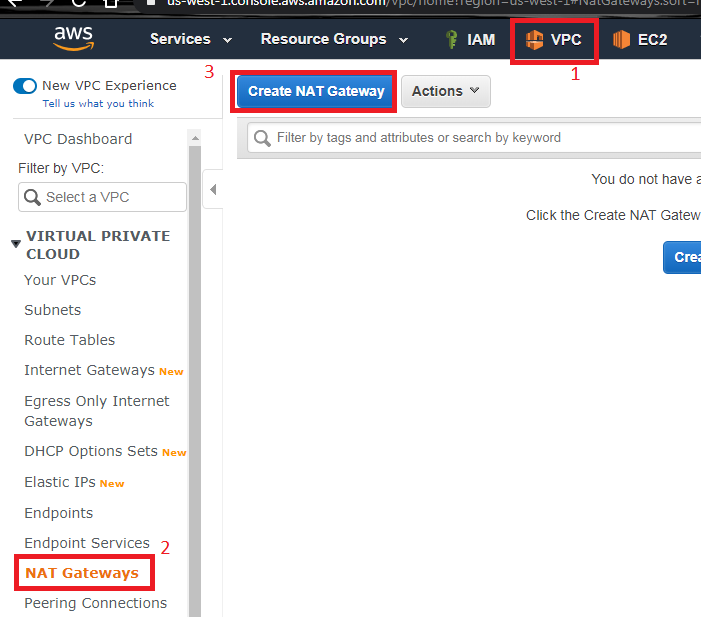 us-west-1.console.aws.amazon.com/vpc/home?region=us-west-1#NatGateways:sort=
aws Services Resource Groups IAM VPC EC2
1
3
New VPC Experience
Tell us what you think
Create NAT Gateway Actions
VPC Dashboard
Filter by tags and attributes or search by keyword
Filter by VPC:
Select a VPC
You do not have a
Click the Create NAT Gatew
Crea
VIRTUAL PRIVATE
CLOUD
Your VPCs
Subnets
Route Tables
Internet Gateways New
Egress Only Internet
Gateways
DHCP Options Sets New
Elastic IPs New
Endpoints
Endpoint Services
2
NAT Gateways
Peering Connections